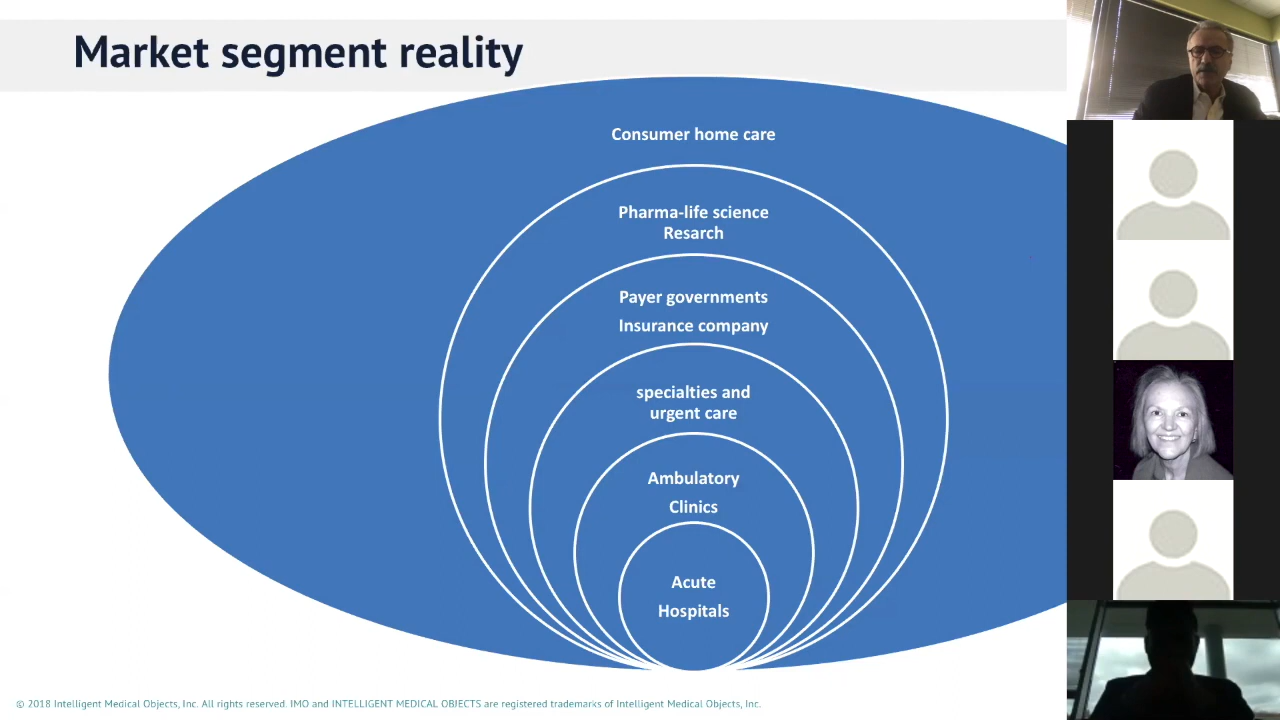 Market segment reality
Consumer home care
Pharma-life science
Resarch
Payer governments
Insurance company
specialties and
urgent care
Ambulatory
Clinics
Acute
Hospitals
© 2018 Intelligent Medical Objects, Inc. All rights reserved. IMO and INTELLIGENT MEDICAL OBJECTS are registered trademarks of Intelligent Medical Objects, Inc.